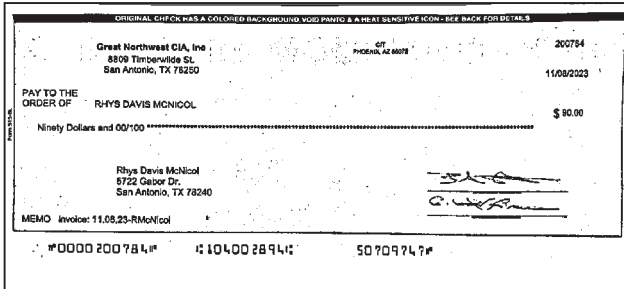 ORIGINAL CHECK HAS A COLORED BACKGROUND, VOID PANTO & A HEAT SENSITIVE ICON - SEE BACK FOR DETAILS
Great Northwest CIA, Inc
8809 Timberwilde St.
San Antonio, TX 78250
CIT
PHOENIX, AZ
200784
11/08/2023
PAY TO THE
ORDER OF RHYS DAVIS MCNICOL
$ 90.00
Ninety Dollars and 00/100
Rhys Davis McNicol
5722 Gabor Dr.
San Antonio, TX 78240
MEMO Invoice: 11.08.23-RMcNicol
⑈0000200784⑈ ⑆104002894⑆ 50709747⑈